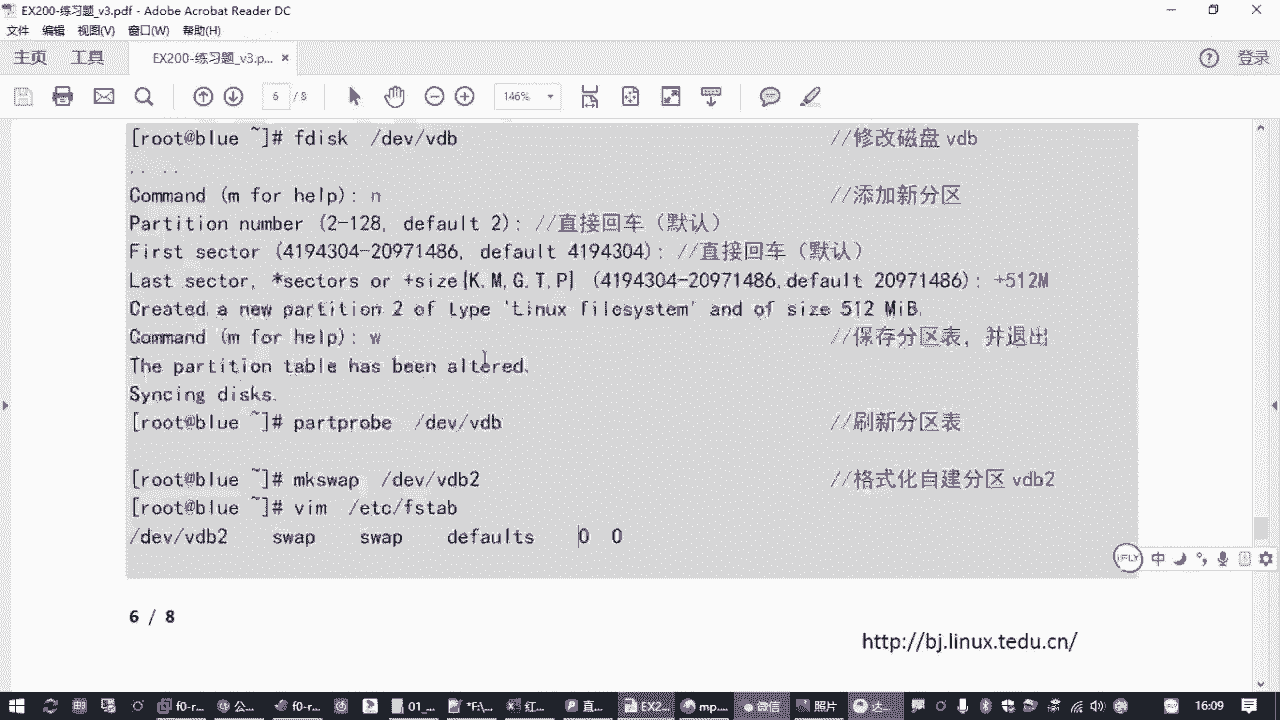 EX200-练习题_v3.pdf - Adobe Acrobat Reader DC
文件 编辑 视图(V) 窗口(W) 帮助(H)
主页 工具 EX200-练习题_v3.p... × 登录
6 / 8 146%
[root@blue ~]# fdisk /dev/vdb //修改磁盘 vdb
.. ..
Command (m for help): n //添加新分区
Partition number (2-128, default 2): //直接回车（默认）
First sector (4194304-20971486, default 4194304): //直接回车（默认）
Last sector, *sectors or +size{K,M,G,T,P} (4194304-20971486,default 20971486): +512M
Created a new partition 2 of type 'Linux filesystem' and of size 512 MiB.
Command (m for help): w //保存分区表，并退出
The partition table has been altered.
Syncing disks.
[root@blue ~]# partprobe /dev/vdb //刷新分区表
[root@blue ~]# mkswap /dev/vdb2 //格式化自建分区 vdb2
[root@blue ~]# vim /etc/fstab
/dev/vdb2 swap swap defaults 0 0
iFLY 中
6 / 8
http://bj.linux.tedu.cn/
f0-r... 公... f0-r... 01_... *F:\... 红... 直... EX2... mp... 微信 照片 16:09